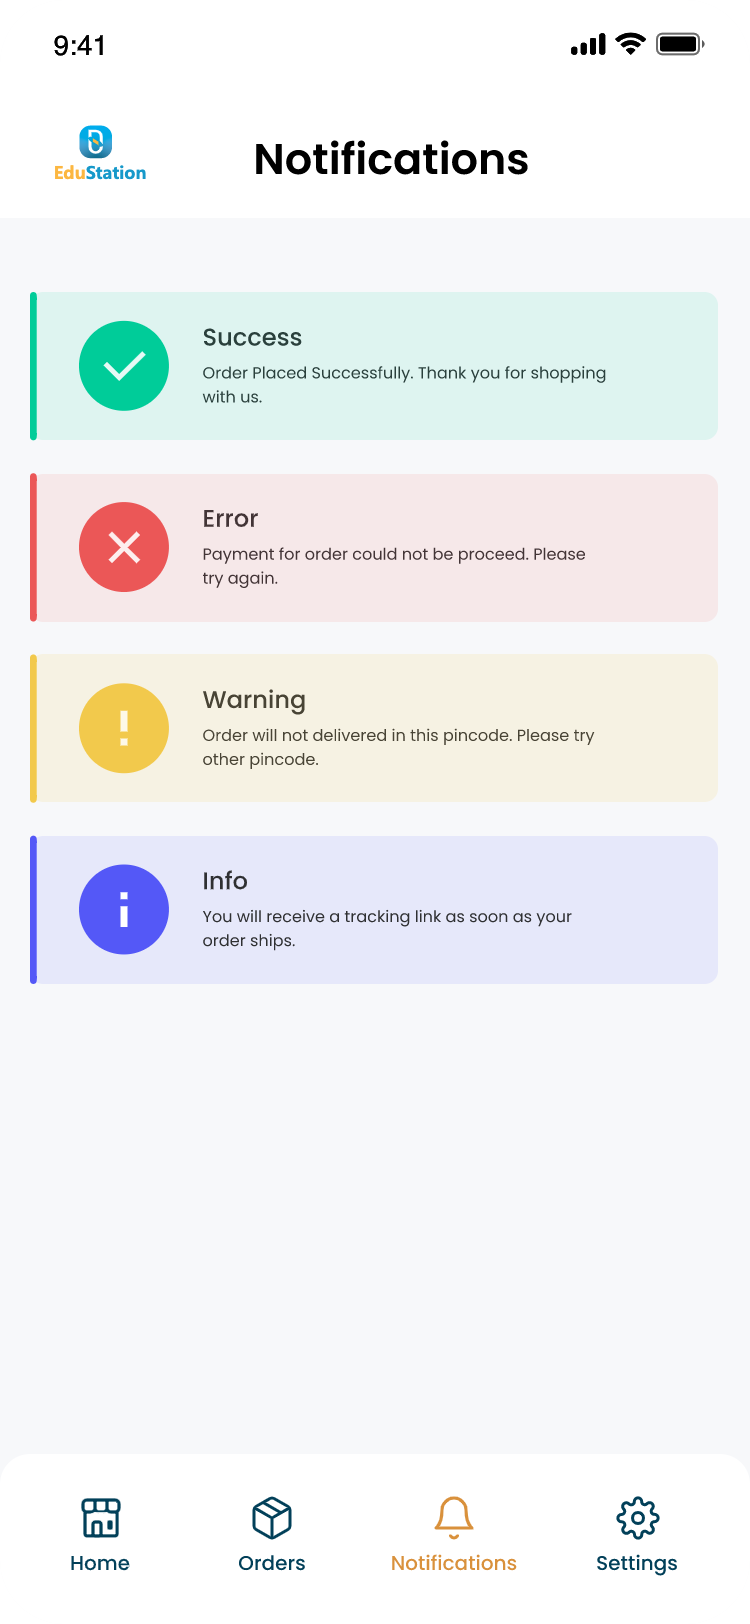 9:41
EduStation
Notifications
Success
Order Placed Successfully. Thank you for shopping
with us.
Error
Payment for order could not be proceed. Please
try again.
Warning
Order will not delivered in this pincode. Please try
other pincode.
Info
You will receive a tracking link as soon as your
order ships.
Home
Orders
Notifications
Settings